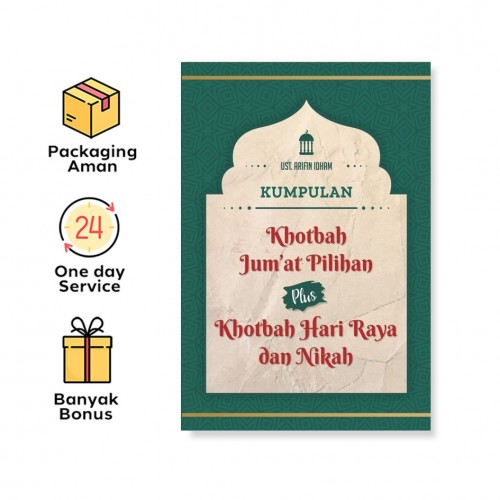 Packaging
Aman
24
One day
Service
Banyak
Bonus
UST. ARIFIN IDHAM
KUMPULAN
Khotbah
Jum'at Pilihan
Plus
Khotbah Hari Raya
dan Nikah